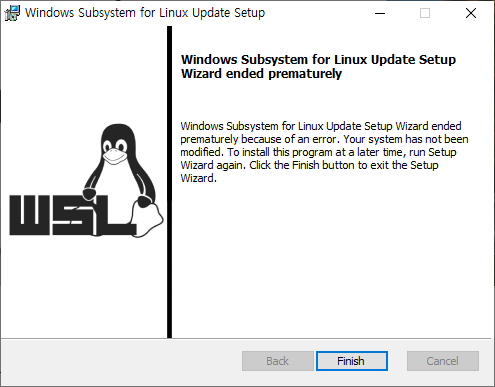 Windows Subsystem for Linux Update Setup
Windows Subsystem for Linux Update Setup
Wizard ended prematurely
Windows Subsystem for Linux Update Setup Wizard ended
prematurely because of an error. Your system has not been
modified. To install this program at a later time, run Setup
Wizard again. Click the Finish button to exit the Setup
Wizard.
WSL
Back
Finish
Cancel